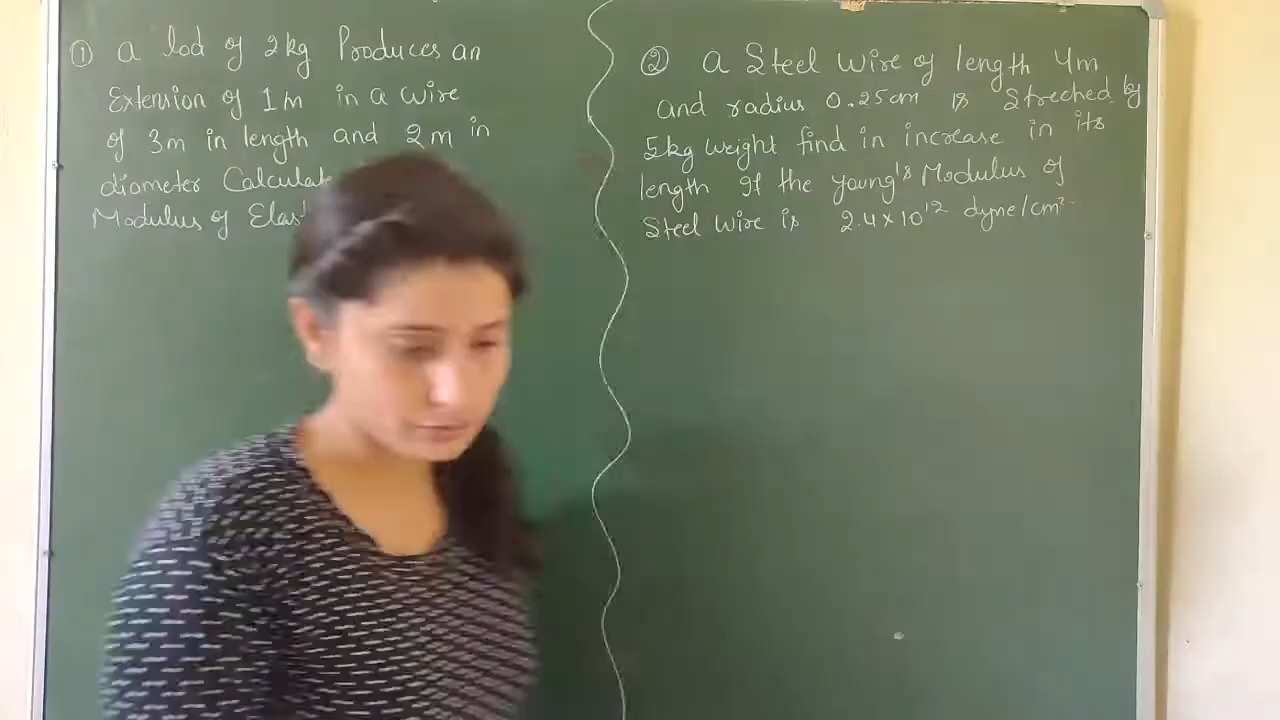 ① A lod of 2kg Produces an
Extension of 1m in a wire
of 3m in length and 2m in
diameter Calculate
Modulus of
② A Steel wire of length 4m
and radius 0.25cm is Streched by
5kg weight find in increase in its
length If the young's Modulus of
Steel wire is 2.4×10¹² dyne/cm²